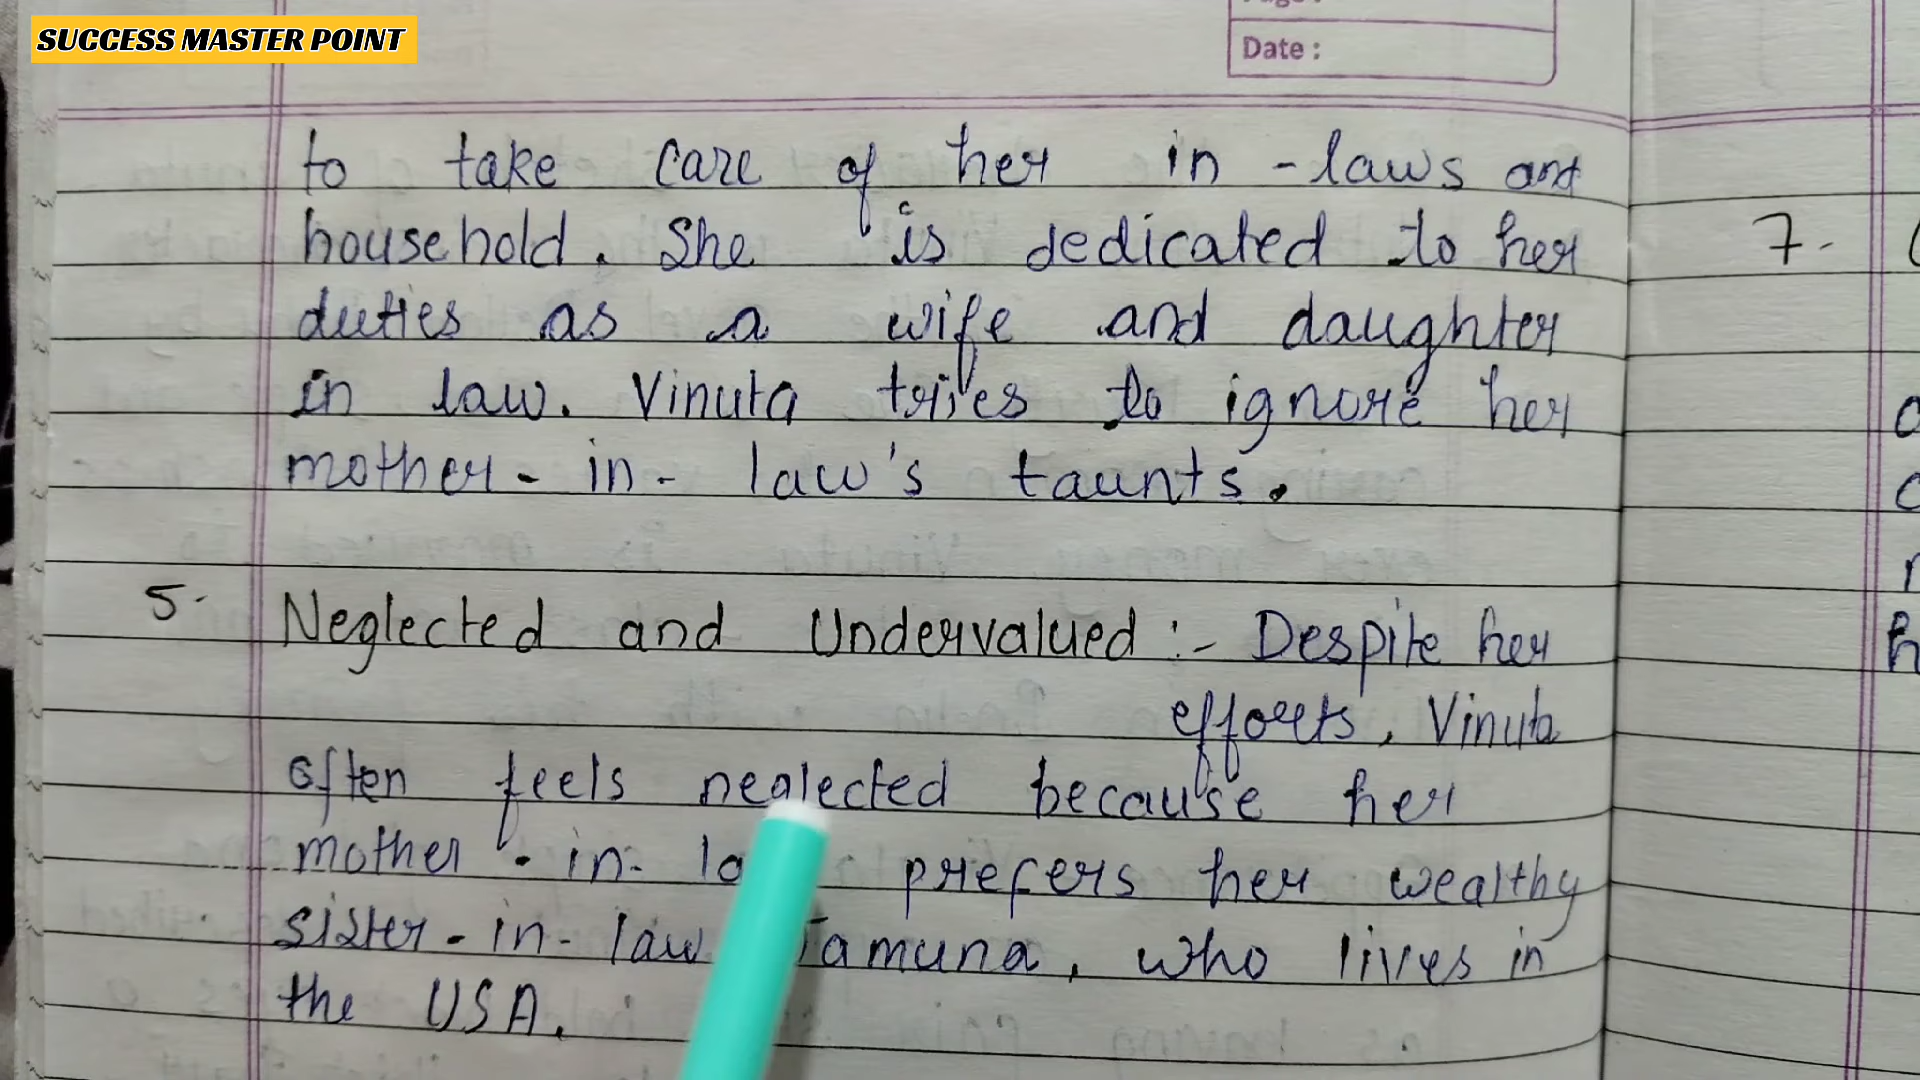 SUCCESS MASTER POINT
Date :
to take care of her in - laws and
household. She is dedicated to her
duties as a wife and daughter
in law. Vinuta tries to ignore her
mother - in - law's taunts.
5. Neglected and Undervalued :- Despite her
efforts, Vinuta
often feels neglected because her
mother - in - prefers her wealthy
sister - in - law Jamuna, who lives in
the USA.
7.